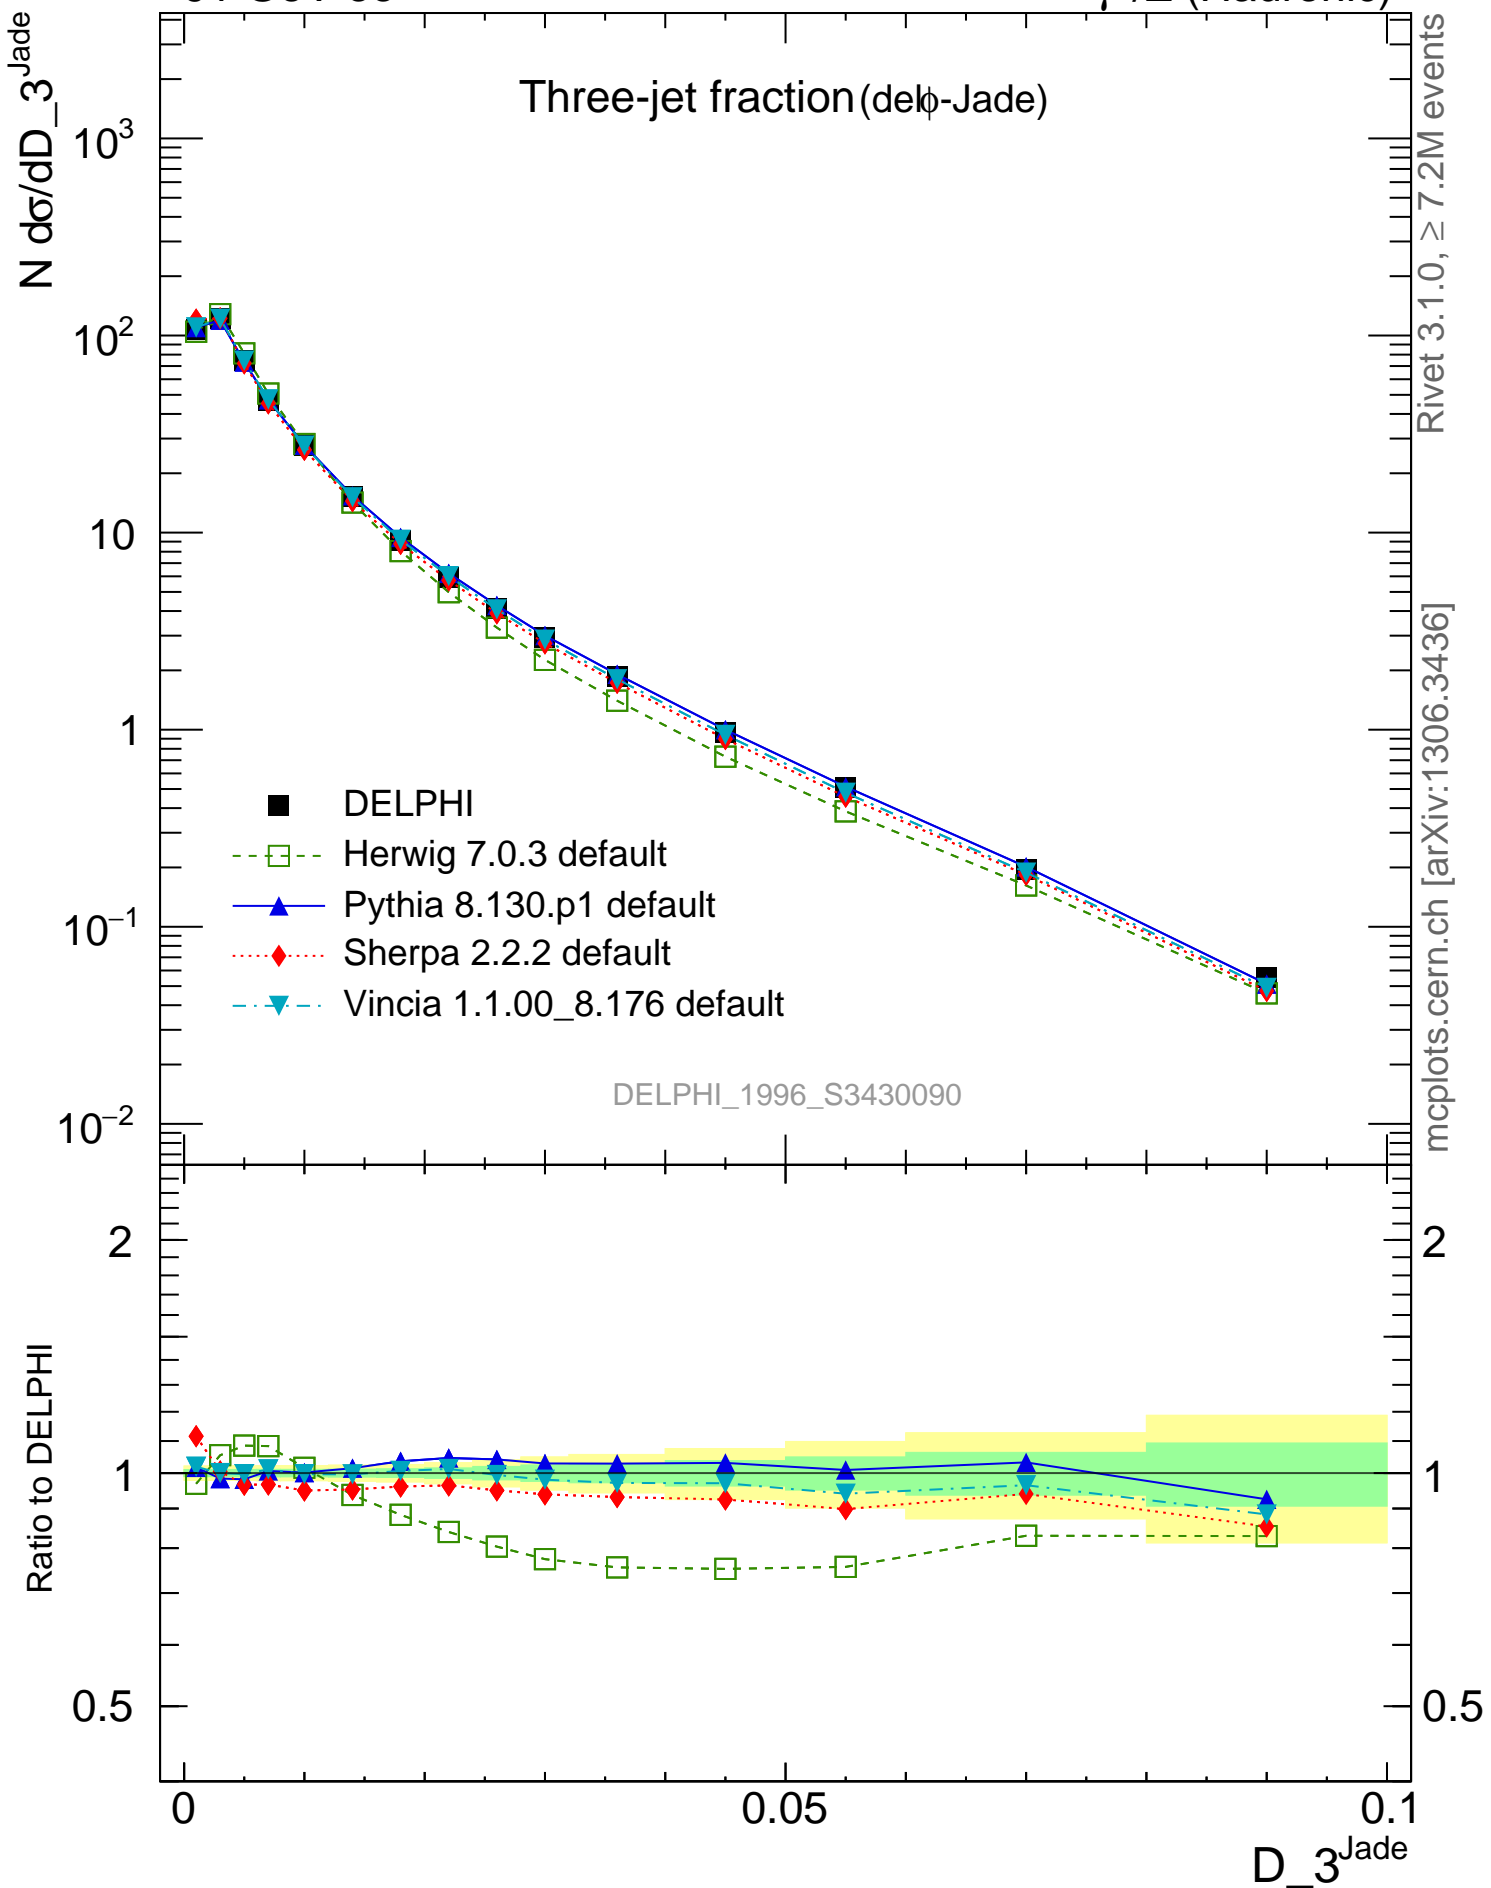 Three-jet fraction (delϕ-Jade)
N dσ/dD_3^Jade
10^3
10^2
10
1
10^−1
10^−2
DELPHI
Herwig 7.0.3 default
Pythia 8.130.p1 default
Sherpa 2.2.2 default
Vincia 1.1.00_8.176 default
DELPHI_1996_S3430090
Rivet 3.1.0, ≥ 7.2M events
mcplots.cern.ch [arXiv:1306.3436]
Ratio to DELPHI
2
1
0.5
2
1
0.5
0
0.05
0.1
D_3^Jade